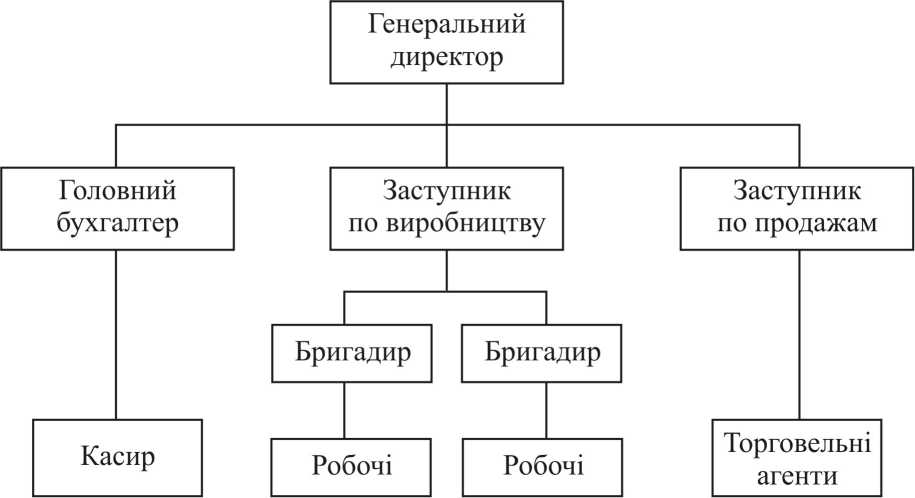 Генеральний
директор
Головний
бухгалтер
Заступник
по виробництву
Заступник
по продажам
Бригадир
Бригадир
Касир
Робочі
Робочі
Торговельні
агенти